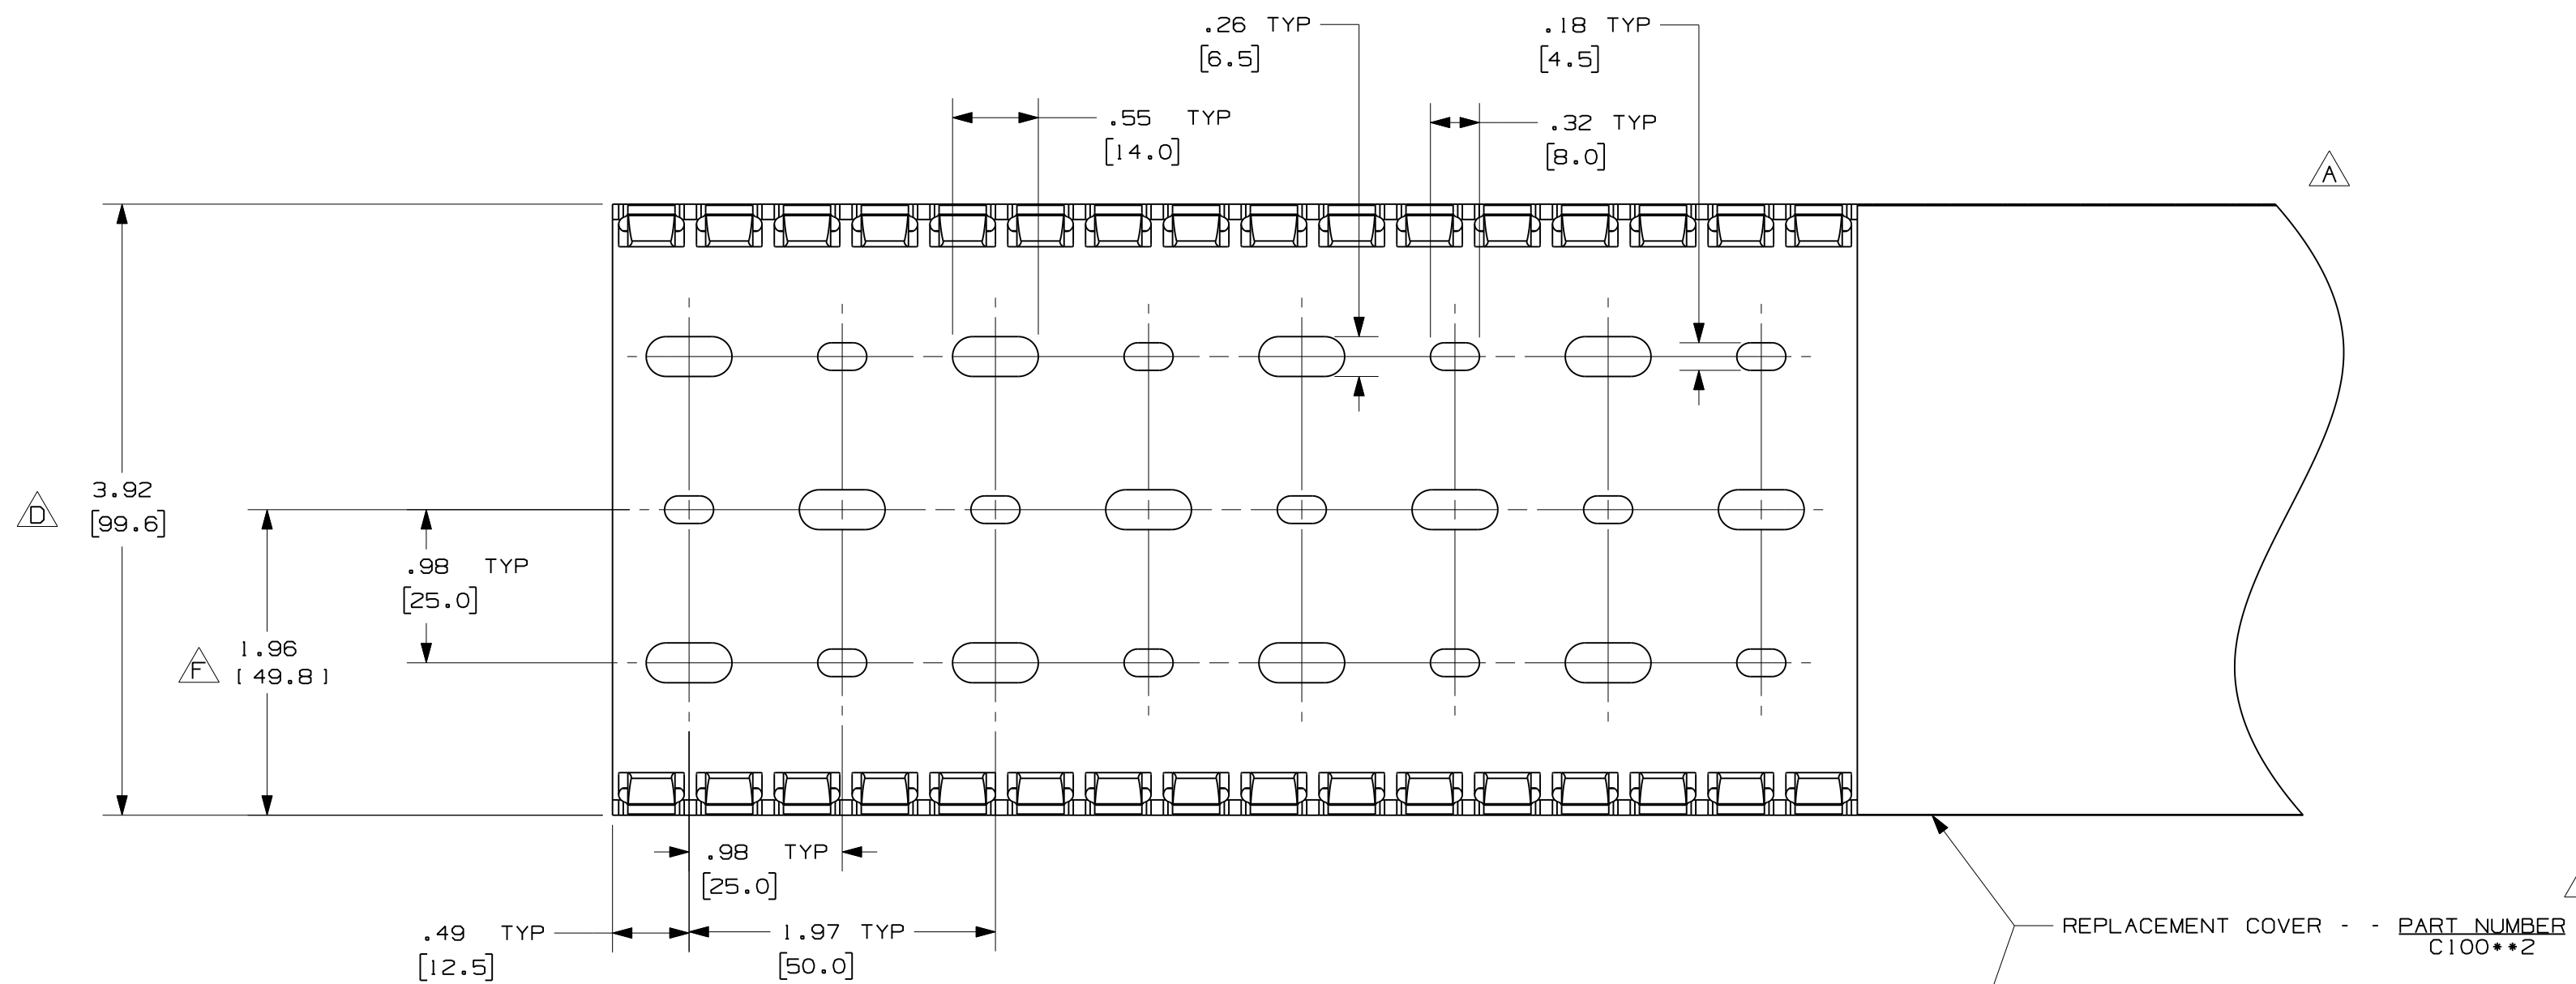 .26 TYP
[6.5]
.18 TYP
[4.5]
.55 TYP
[14.0]
.32 TYP
[8.0]
A
D
3.92
[99.6]
.98 TYP
[25.0]
F
1.96
[49.8]
.98 TYP
[25.0]
.49 TYP
[12.5]
1.97 TYP
[50.0]
REPLACEMENT COVER - - PART NUMBER
C100**2